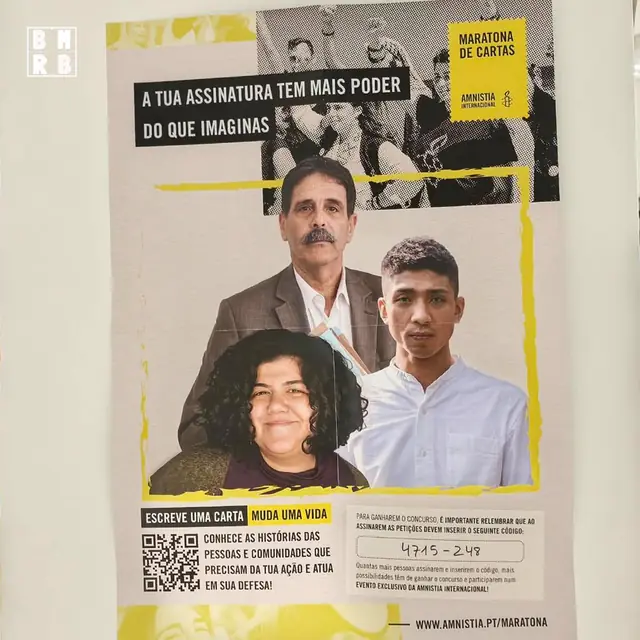 BM
RB
MARATONA
DE CARTAS
AMNISTIA
INTERNACIONAL
A TUA ASSINATURA TEM MAIS PODER
DO QUE IMAGINAS
ESCREVE UMA CARTA MUDA UMA VIDA
CONHECE AS HISTÓRIAS DAS
PESSOAS E COMUNIDADES QUE
PRECISAM DA TUA AÇÃO E ATUA
EM SUA DEFESA!
PARA GANHAREM O CONCURSO, É IMPORTANTE RELEMBRAR QUE AO
ASSINAREM AS PETIÇÕES DEVEM INSERIR O SEGUINTE CÓDIGO:
4715-248
Quantas mais pessoas assinarem e inserirem o código, mais
possibilidades têm de ganhar o concurso e participarem num
EVENTO EXCLUSIVO DA AMNISTIA INTERNACIONAL!
WWW.AMNISTIA.PT/MARATONA